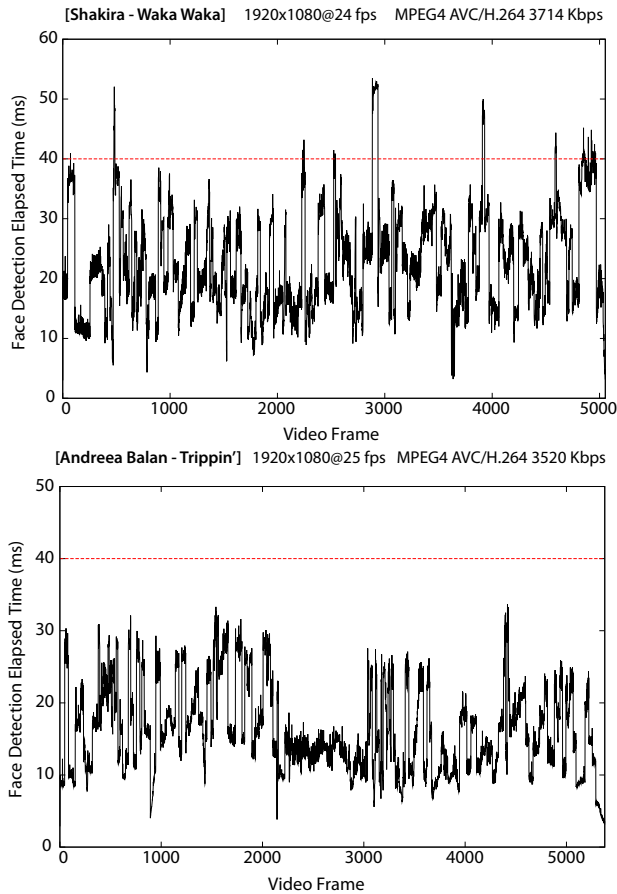 [Shakira - Waka Waka] 1920x1080@24 fps MPEG4 AVC/H.264 3714 Kbps
60
50
40
30
20
10
0
Face Detection Elapsed Time (ms)
0 1000 2000 3000 4000 5000
Video Frame
[Andreea Balan - Trippin’] 1920x1080@25 fps MPEG4 AVC/H.264 3520 Kbps
50
40
30
20
10
0
Face Detection Elapsed Time (ms)
0 1000 2000 3000 4000 5000
Video Frame